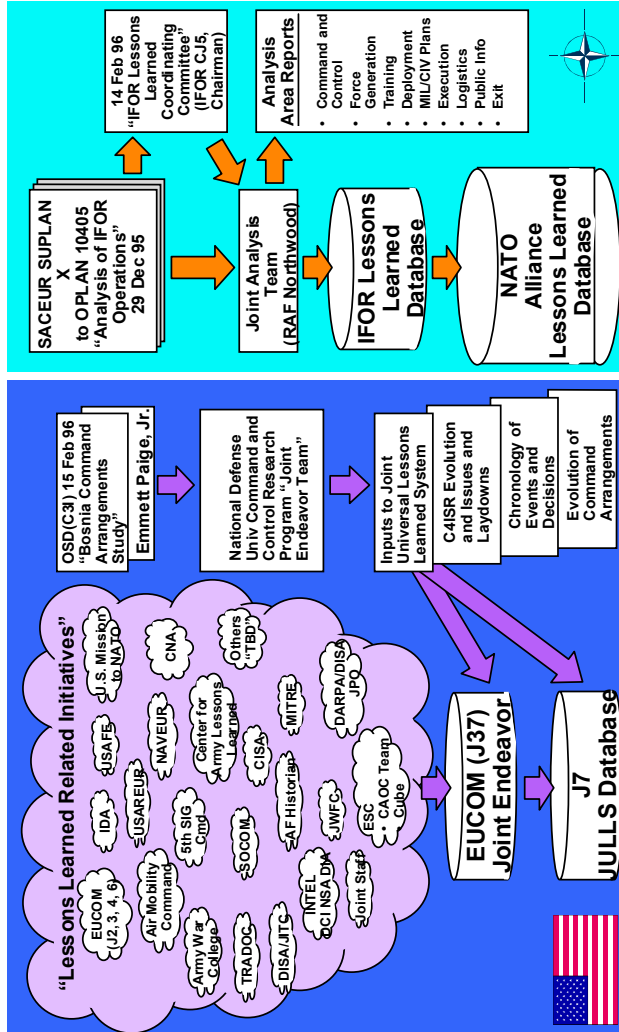 “Lessons Learned Related Initiatives”
EUCOM
(J2, 3, 4, 6)
IDA
USAFE
U.S. Mission
to NATO
Air Mobility
Command
USAREUR
NAVEUR
CNA
Army War
College
5th SIG
Cmd
Center for
Army Lessons
Learned
Others
“TBD”
TRADOC
SOCOM
CISA
DISA/JITC
AF Historian
MITRE
INTEL
DCI NSA DIA
JWFC
DARPA/DISA
JPO
Joint Staff
ESC
• CAOC Team
• Cube
EUCOM (J37)
Joint Endeavor
J7
JULLS Database
OSD(C3I) 15 Feb 96
“Bosnia Command
Arrangements
Study”
Emmett Paige, Jr.
National Defense
Univ Command and
Control Research
Program “Joint
Endeavor Team”
Inputs to Joint
Universal Lessons
Learned System
C4ISR Evolution
and Issues and
Laydowns
Chronology of
Events and
Decisions
Evolution of
Command
Arrangements
SACEUR SUPLAN
X
to OPLAN 10405
“Analysis of IFOR
Operations”
29 Dec 95
14 Feb 96
“IFOR Lessons
Learned
Coordinating
Committee”
(IFOR CJ5,
Chairman)
Joint Analysis
Team
(RAF Northwood)
Analysis
Area Reports
• Command and
Control
• Force
Generation
• Training
• Deployment
• MIL/CIV Plans
• Execution
• Logistics
• Public Info
• Exit
IFOR Lessons
Learned
Database
NATO
Alliance
Lessons Learned
Database